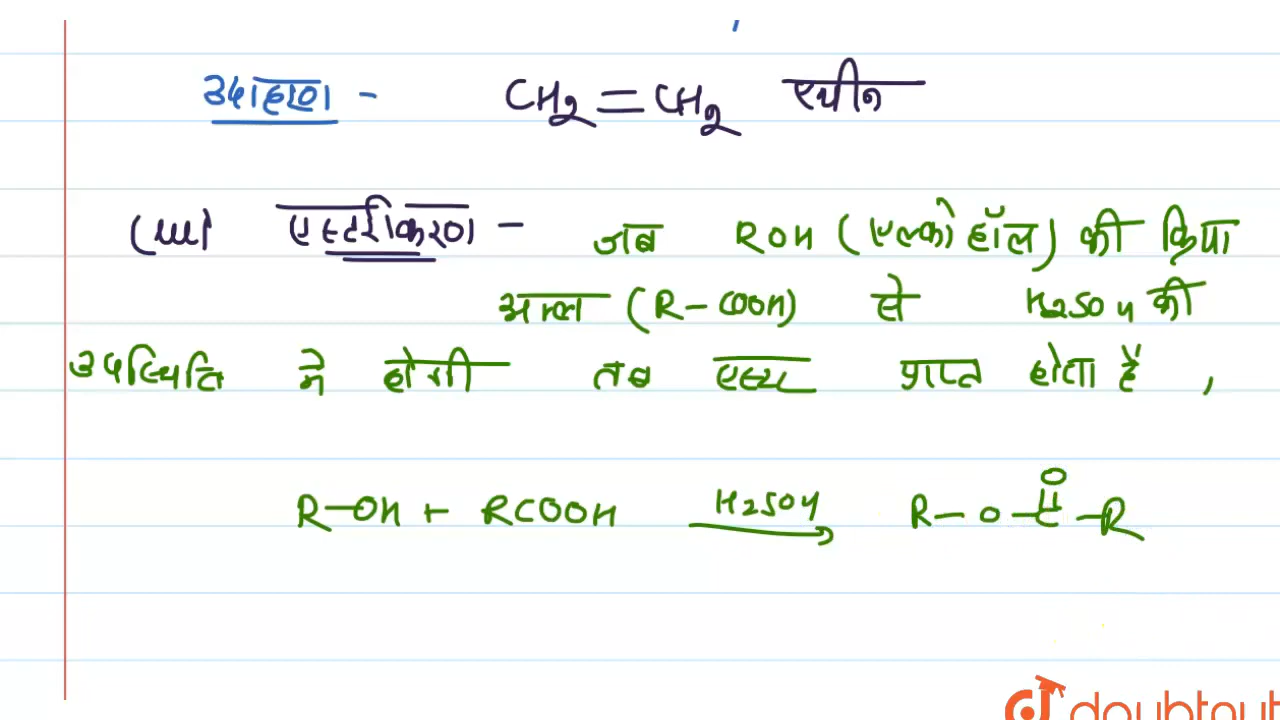 उदाहरण - CH2=CH2 एथीन
(iii) एस्टरीकरण - जब ROH (एल्कोहॉल) की क्रिया
अम्ल (R-COOH) से H2SO4 की
उपस्थिति में होगी तब एस्टर प्राप्त होता है,
R-OH + RCOOH H2SO4→ R-O-C(=O)-R
doubtnut